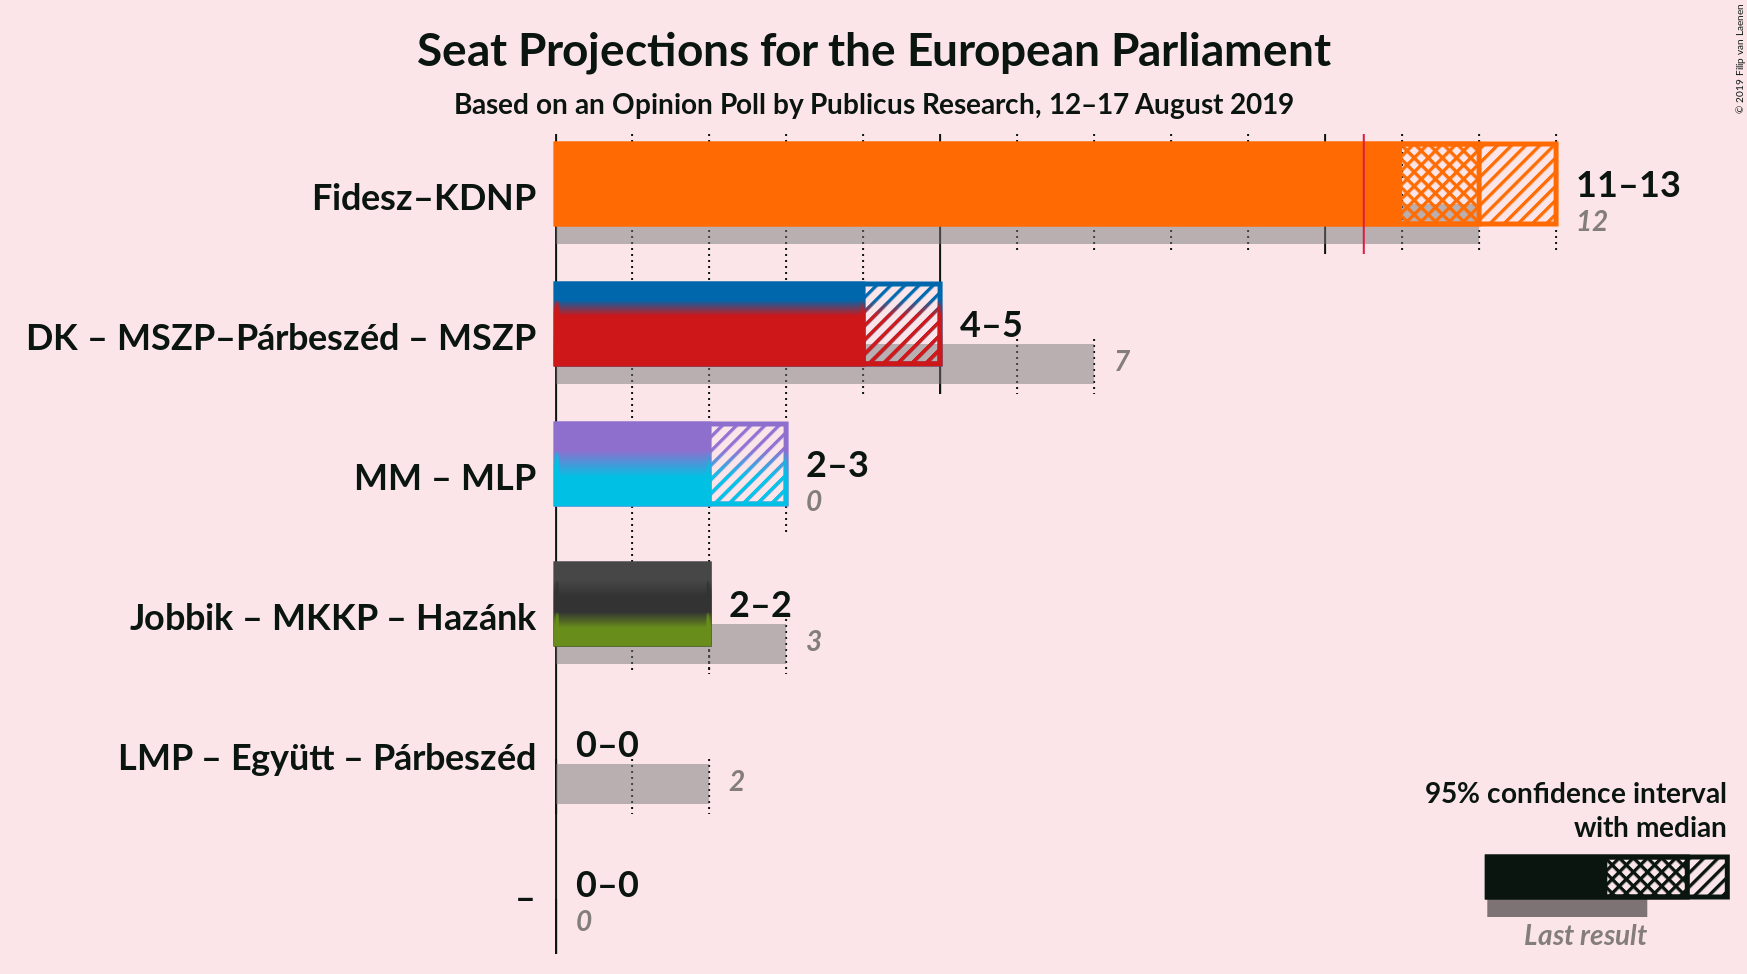 Seat Projections for the European Parliament
Based on an Opinion Poll by Publicus Research, 12–17 August 2019
© 2019 Filip van Laenen
Fidesz–KDNP
11–13
12
DK – MSZP–Párbeszéd – MSZP
4–5
7
MM – MLP
2–3
0
Jobbik – MKKP – Hazánk
2–2
3
LMP – Együtt – Párbeszéd
0–0
2
–
0–0
0
95% confidence interval
with median
Last result